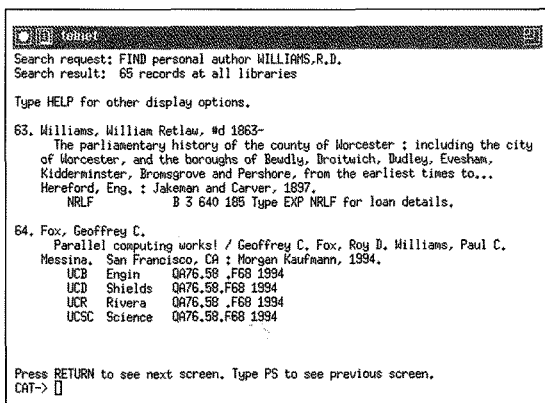 telnet
Search request: FIND personal author WILLIAMS,R.D.
Search result: 65 records at all libraries
Type HELP for other display options.
63. Williams, William Retlaw, #d 1863-
The parliamentary history of the county of Worcester : including the city
of Worcester, and the boroughs of Bewdly, Droitwich, Dudley, Evesham,
Kidderminster, Bromsgrove and Pershore, from the earliest times to...
Hereford, Eng. : Jakeman and Carver, 1897.
NRLF B 3 640 185 Type EXP NRLF for loan details.
64. Fox, Geoffrey C.
Parallel computing works! / Geoffrey C. Fox, Roy D. Williams, Paul C.
Messina. San Francisco, CA : Morgan Kaufmann, 1994.
UCB Engin QA76.58 .F68 1994
UCD Shields QA76.58.F68 1994
UCR Rivera QA76.58 .F68 1994
UCSC Science QA76.58.F68 1994
Press RETURN to see next screen. Type PS to see previous screen.
CAT->